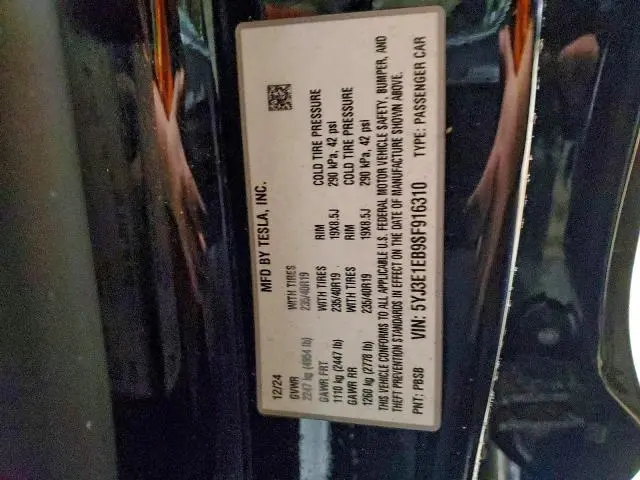 MFD BY TESLA, INC.
12/24
GVWR WITH TIRES RIM COLD TIRE PRESSURE
2247 kg (4954 lb) 235/40R19 19X8.5J 290 kPa, 42 psi
GAWR FRT WITH TIRES RIM COLD TIRE PRESSURE
1110 kg (2447 lb) 235/40R19 19X8.5J 290 kPa, 42 psi
GAWR RR WITH TIRES
1260 kg (2778 lb) 235/40R19
THIS VEHICLE CONFORMS TO ALL APPLICABLE U.S. FEDERAL MOTOR VEHICLE SAFETY, BUMPER, AND
THEFT PREVENTION STANDARDS IN EFFECT ON THE DATE OF MANUFACTURE SHOWN ABOVE.
VIN: 5YJ3E1EB9SF916310 TYPE: PASSENGER CAR
PNT: PBSB